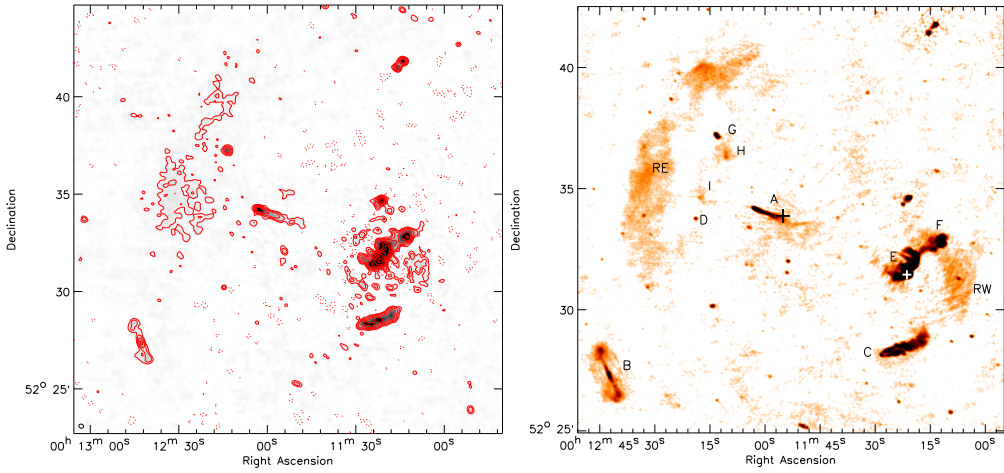 40
35
30
52° 25'
00ʰ 13ᵐ 00ˢ
12ᵐ 30ˢ
00ˢ
11ᵐ 30ˢ
00ˢ
Right Ascension
Declination
40
35
30
52° 25'
00ʰ 12ᵐ 45ˢ
30ˢ
15ˢ
00ˢ
45ˢ
11ᵐ 30ˢ
15ˢ
00ˢ
Right Ascension
Declination
G
H
RE
I
A
D
F
E
RW
C
B